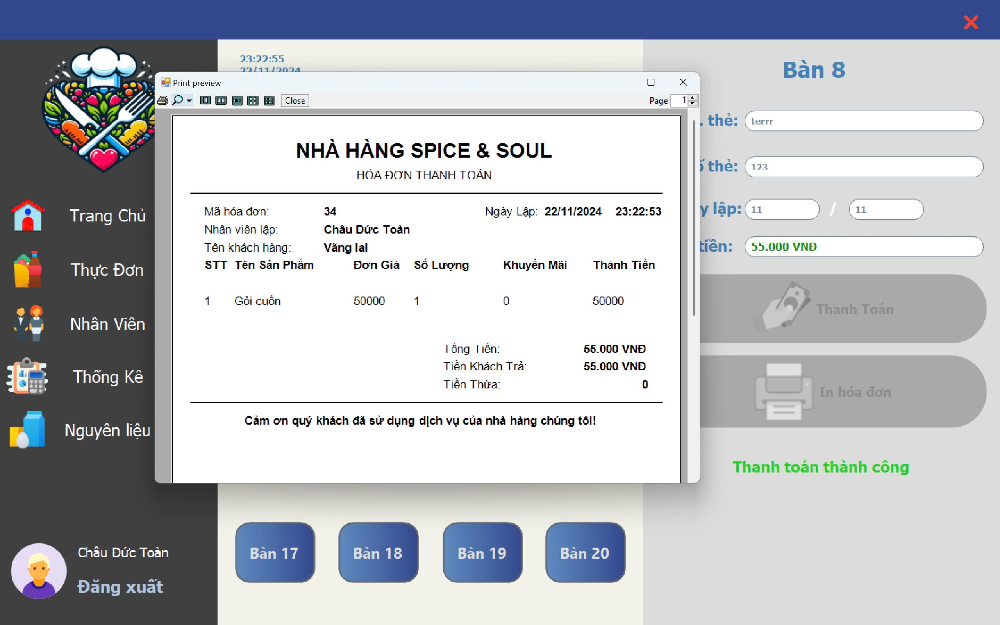 23:22:55
22/11/2024
Bàn 8
Print preview
Close
Page 1
thẻ: terrr
thẻ: 123
lập: 11 / 11
tiền: 55.000 VNĐ
Thanh Toán
In hóa đơn
Thanh toán thành công
NHÀ HÀNG SPICE & SOUL
HÓA ĐƠN THANH TOÁN
Mã hóa đơn: 34 Ngày Lập: 22/11/2024 23:22:53
Nhân viên lập: Châu Đức Toàn
Tên khách hàng: Vãng lai
STT Tên Sản Phẩm Đơn Giá Số Lượng Khuyến Mãi Thành Tiền
1 Gỏi cuốn 50000 1 0 50000
Tổng Tiền: 55.000 VNĐ
Tiền Khách Trả: 55.000 VNĐ
Tiền Thừa: 0
Cảm ơn quý khách đã sử dụng dịch vụ của nhà hàng chúng tôi!
Trang Chủ
Thực Đơn
Nhân Viên
Thống Kê
Nguyên liệu
Châu Đức Toàn
Đăng xuất
Bàn 17
Bàn 18
Bàn 19
Bàn 20